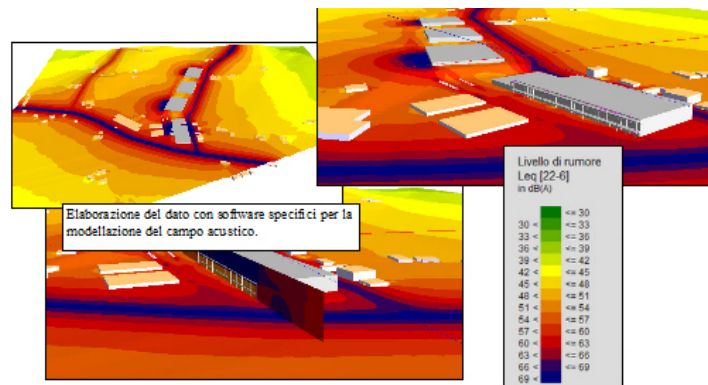 Elaborazione del dato con software specifici per la
modellazione del campo acustico.
Livello di rumore
Leq [22-6]
in dB(A)
<= 30
30 < <= 33
33 < <= 36
36 < <= 39
39 < <= 42
42 < <= 45
45 < <= 48
48 < <= 51
51 < <= 54
54 < <= 57
57 < <= 60
60 < <= 63
63 < <= 66
66 < <= 69
69 <